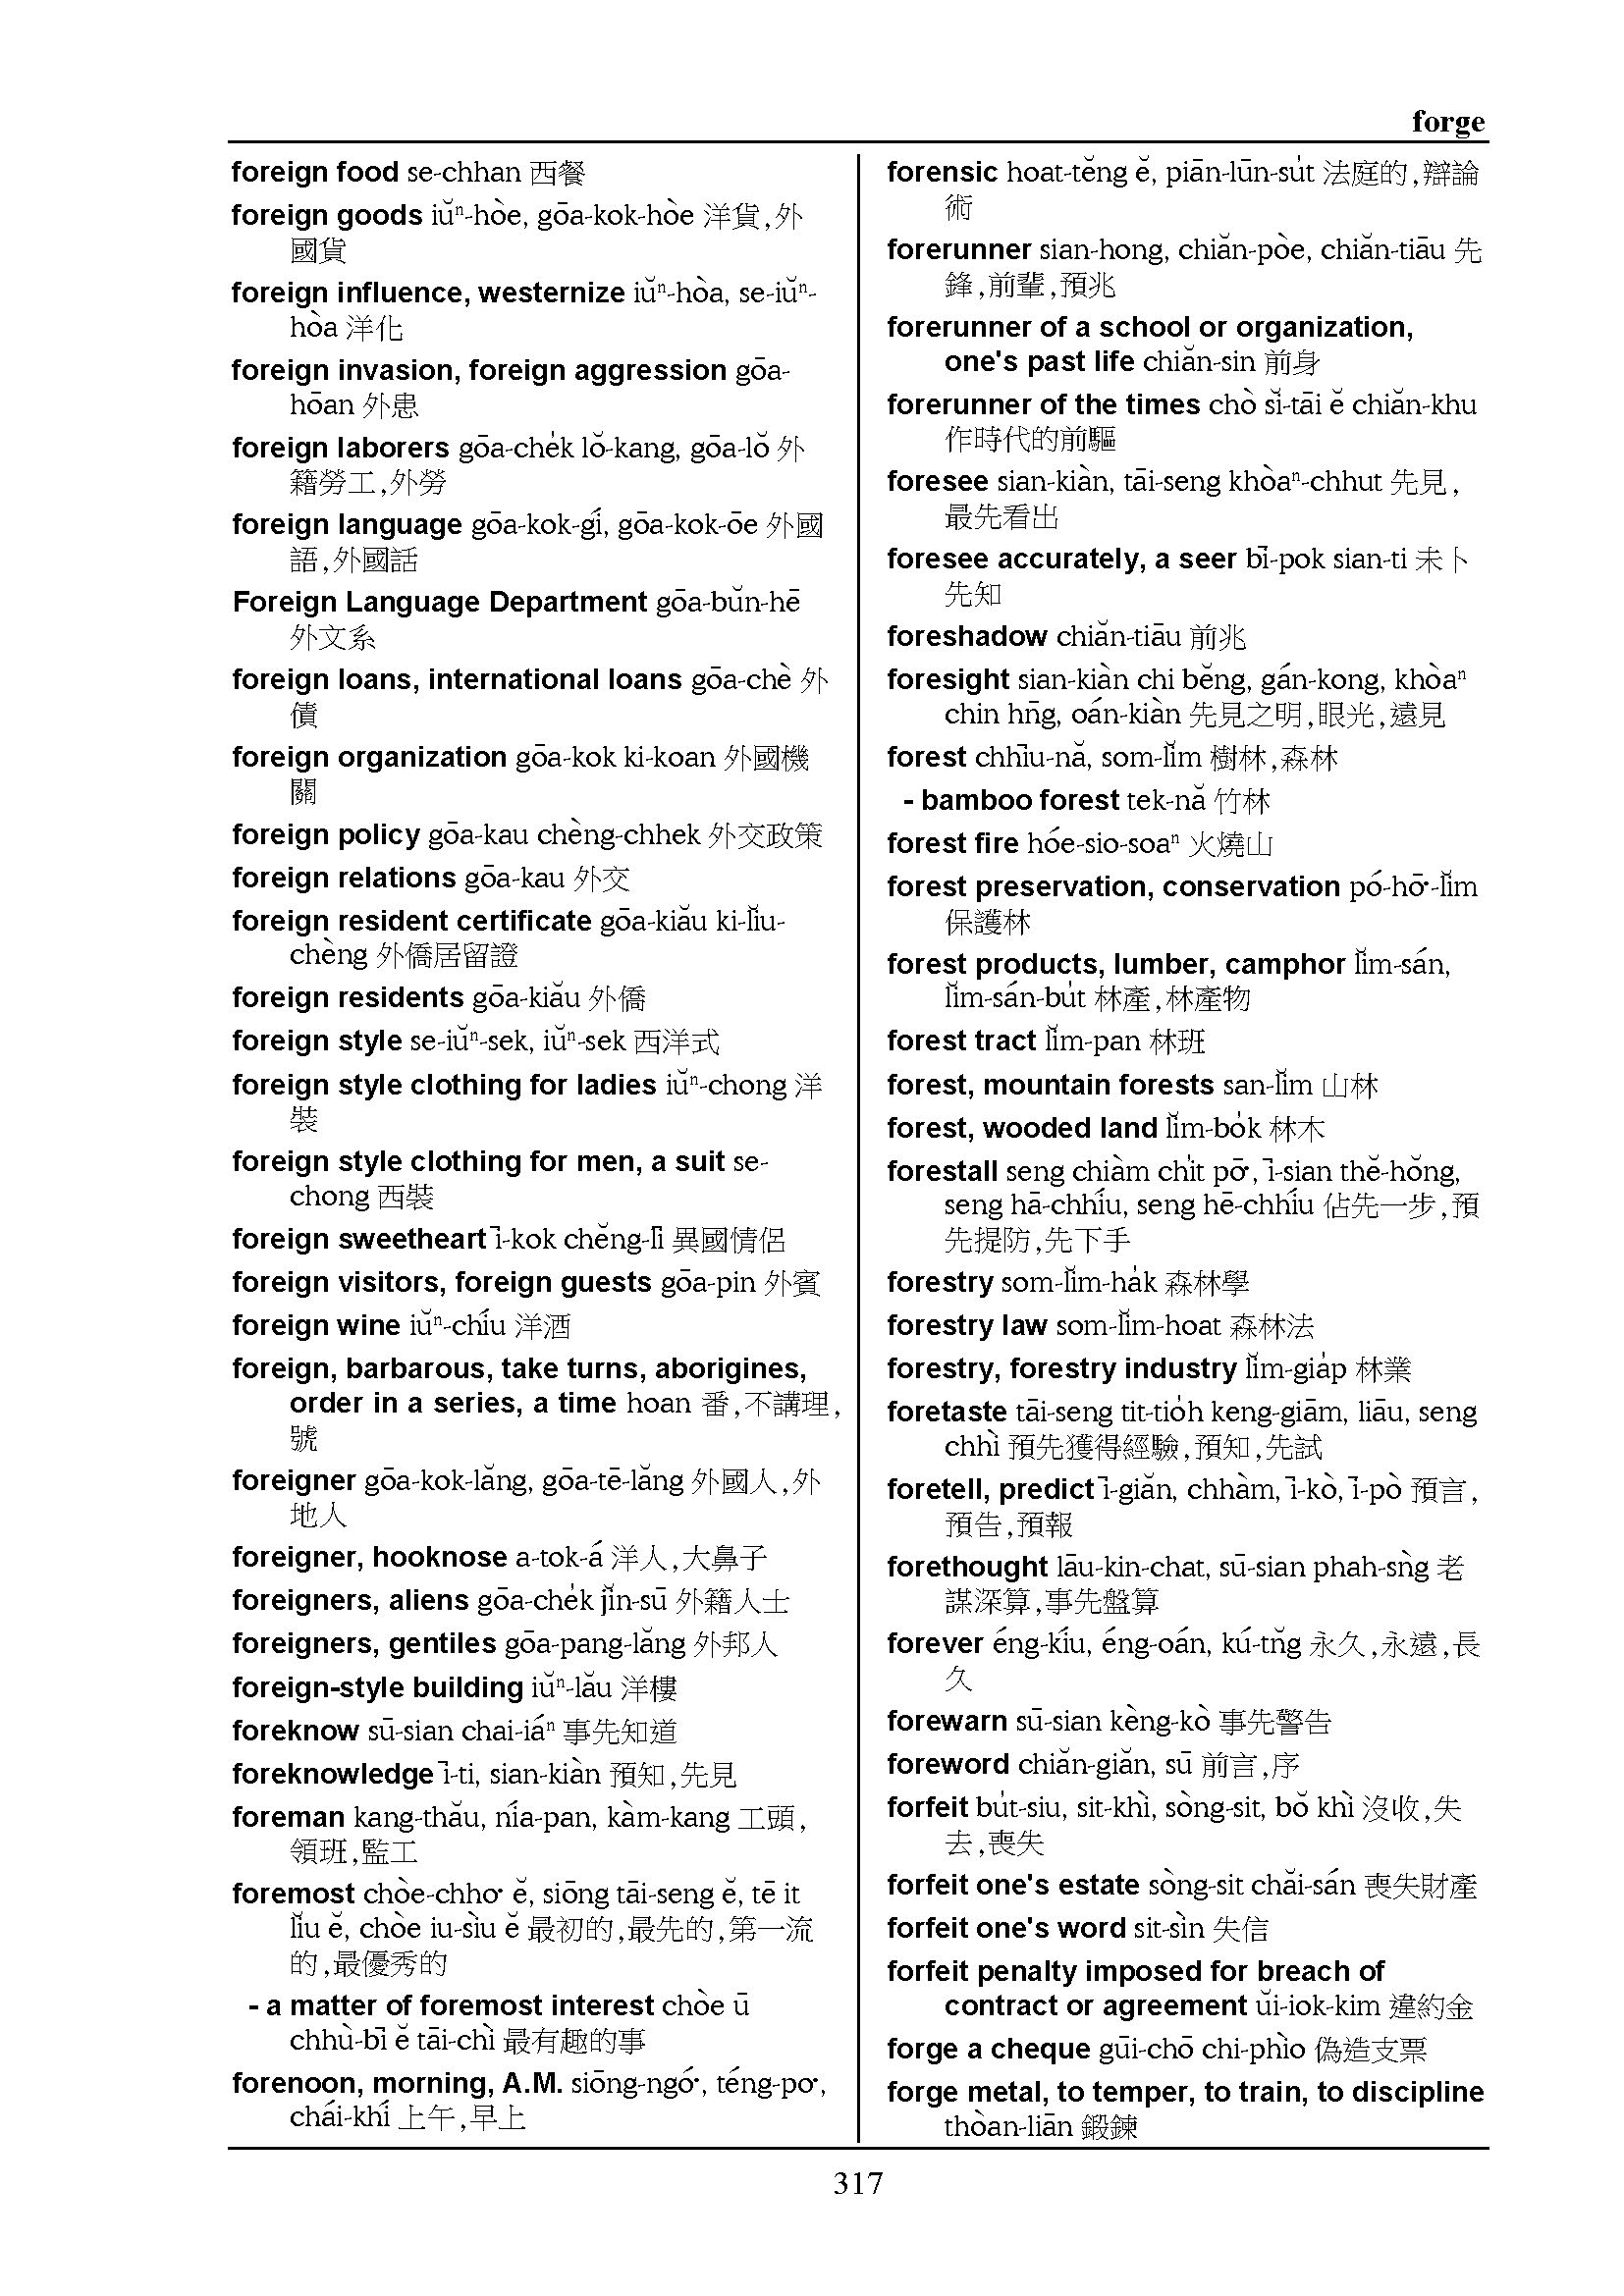 forge
foreign food se-chhan 西餐
foreign goods iŭⁿ-hòe, gōa-kok-hòe 洋貨,外
國貨
foreign influence, westernize iŭⁿ-hòa, se-iŭⁿ-
hòa 洋化
foreign invasion, foreign aggression gōa-
hōan 外患
foreign laborers gōa-che̍k lŏ-kang, gōa-lŏ 外
籍勞工,外勞
foreign language gōa-kok-gí, gōa-kok-ōe 外國
語,外國話
Foreign Language Department gōa-bŭn-hē
外文系
foreign loans, international loans gōa-chè 外
債
foreign organization gōa-kok ki-koan 外國機
關
foreign policy gōa-kau chèng-chhek 外交政策
foreign relations gōa-kau 外交
foreign resident certificate gōa-kiău ki-lĭu-
chèng 外僑居留證
foreign residents gōa-kiău 外僑
foreign style se-iŭⁿ-sek, iŭⁿ-sek 西洋式
foreign style clothing for ladies iŭⁿ-chong 洋
裝
foreign style clothing for men, a suit se-
chong 西裝
foreign sweetheart ī-kok chĕng-lī 異國情侶
foreign visitors, foreign guests gōa-pin 外賓
foreign wine iŭⁿ-chíu 洋酒
foreign, barbarous, take turns, aborigines,
order in a series, a time hoan 番,不講理,
號
foreigner gōa-kok-lăng, gōa-tē-lăng 外國人,外
地人
foreigner, hooknose a-tok-á 洋人,大鼻子
foreigners, aliens gōa-che̍k jĭn-sū 外籍人士
foreigners, gentiles gōa-pang-lăng 外邦人
foreign-style building iŭⁿ-lău 洋樓
foreknow sū-sian chai-iáⁿ 事先知道
foreknowledge ī-ti, sian-kiàn 預知,先見
foreman kang-thău, nía-pan, kàm-kang 工頭,
領班,監工
foremost chòe-chho͘ ĕ, siōng tāi-seng ĕ, tē it
lĭu ĕ, chòe iu-sìu ĕ 最初的,最先的,第一流
的,最優秀的
- a matter of foremost interest chòe ū
chhù-bī ĕ tāi-chì 最有趣的事
forenoon, morning, A.M. siōng-ngó͘, téng-po͘,
chái-khí 上午,早上
forensic hoat-tĕng ĕ, piān-lūn-su̍t 法庭的,辯論
術
forerunner sian-hong, chiăn-pòe, chiăn-tiāu 先
鋒,前輩,預兆
forerunner of a school or organization,
one's past life chiăn-sin 前身
forerunner of the times chò sĭ-tāi ĕ chiăn-khu
作時代的前驅
foresee sian-kiàn, tāi-seng khòaⁿ-chhut 先見,
最先看出
foresee accurately, a seer bī-pok sian-ti 未卜
先知
foreshadow chiăn-tiāu 前兆
foresight sian-kiàn chi bĕng, gán-kong, khòaⁿ
chin hn̄g, oán-kiàn 先見之明,眼光,遠見
forest chhīu-nă, som-lĭm 樹林,森林
- bamboo forest tek-nă 竹林
forest fire hóe-sio-soaⁿ 火燒山
forest preservation, conservation pó-hō͘-lĭm
保護林
forest products, lumber, camphor lĭm-sán,
lĭm-sán-bu̍t 林產,林產物
forest tract lĭm-pan 林班
forest, mountain forests san-lĭm 山林
forest, wooded land lĭm-bo̍k 林木
forestall seng chiàm chi̍t pō͘, ī-sian thĕ-hŏng,
seng hā-chhíu, seng hē-chhíu 佔先一步,預
先提防,先下手
forestry som-lĭm-ha̍k 森林學
forestry law som-lĭm-hoat 森林法
forestry, forestry industry lĭm-gia̍p 林業
foretaste tāi-seng tit-tio̍h keng-giām, liāu, seng
chhì 預先獲得經驗,預知,先試
foretell, predict ī-giăn, chhàm, ī-kò, ī-pò 預言,
預告,預報
forethought lāu-kin-chat, sū-sian phah-sǹg 老
謀深算,事先盤算
forever éng-kíu, éng-oán, kú-tn̆g 永久,永遠,長
久
forewarn sū-sian kèng-kò 事先警告
foreword chiăn-giăn, sū 前言,序
forfeit bu̍t-siu, sit-khì, sòng-sit, bŏ khì 沒收,失
去,喪失
forfeit one's estate sòng-sit chăi-sán 喪失財產
forfeit one's word sit-sìn 失信
forfeit penalty imposed for breach of
contract or agreement ŭi-iok-kim 違約金
forge a cheque gūi-chō chi-phìo 偽造支票
forge metal, to temper, to train, to discipline
thòan-liān 鍛鍊
317